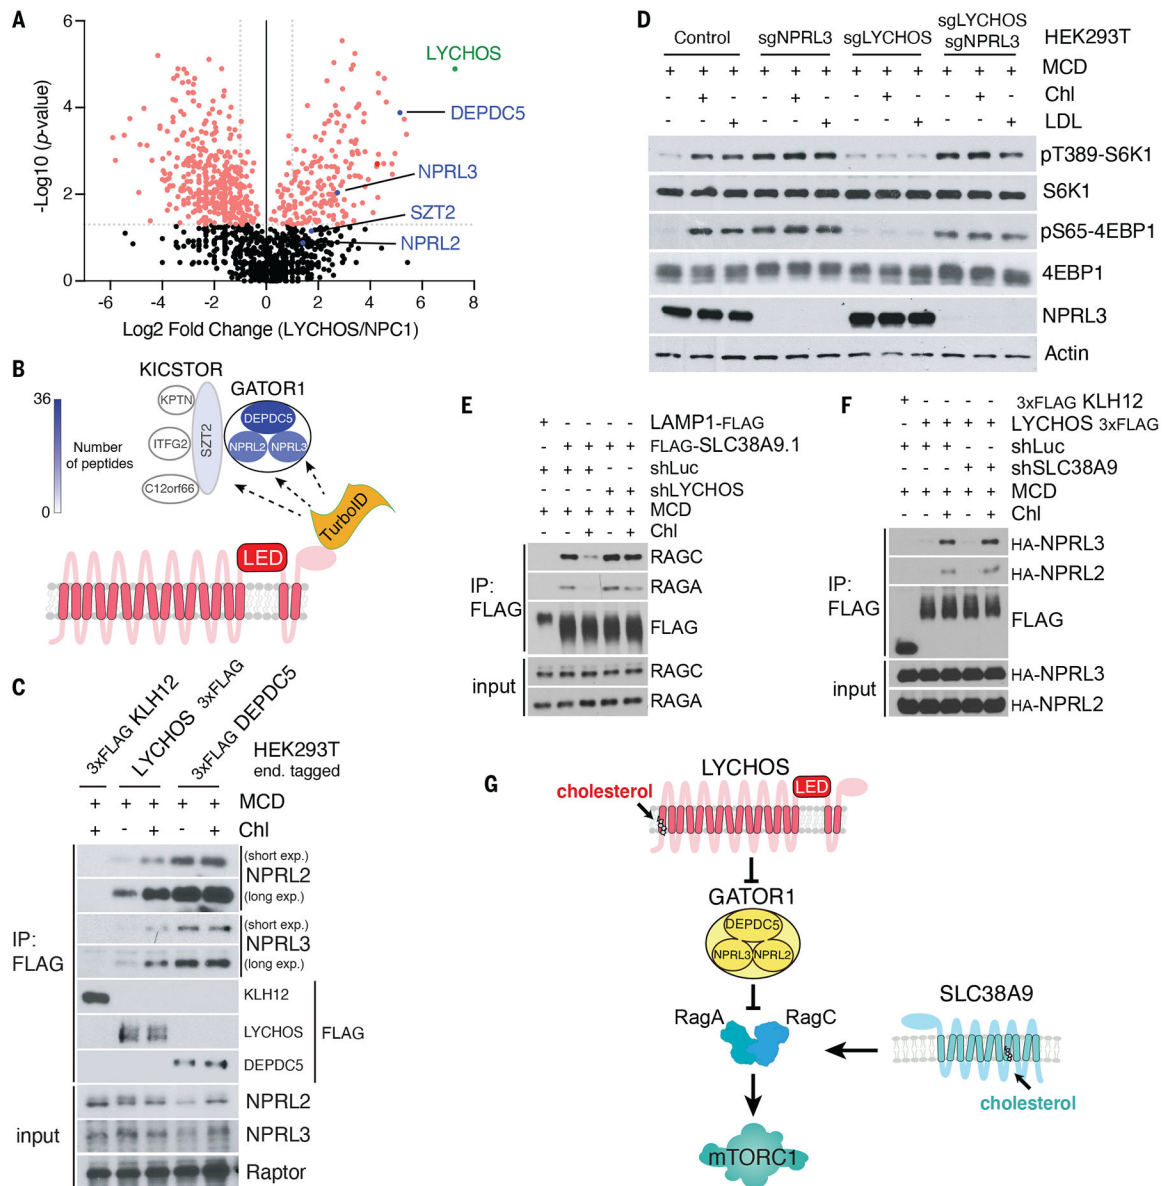 A
6
4
2
0
-Log10 (p-value)
-6 -4 -2 0 2 4 6 8
Log2 Fold Change (LYCHOS/NPC1)
LYCHOS
DEPDC5
NPRL3
SZT2
NPRL2
B
36
0
Number
of peptides
KICSTOR
KPTN
ITFG2
C12orf66
SZT2
GATOR1
DEPDC5
NPRL2 NPRL3
TurboID
LED
C
3xFLAG KLH12
LYCHOS 3xFLAG
3xFLAG DEPDC5
HEK293T
end. tagged
+ + + + + MCD
+ - + - + Chl
IP:
FLAG
(short exp.)
NPRL2
(long exp.)
(short exp.)
NPRL3
(long exp.)
KLH12
LYCHOS
DEPDC5
FLAG
input
NPRL2
NPRL3
Raptor
D
Control sgNPRL3 sgLYCHOS sgLYCHOS
sgNPRL3
HEK293T
+ + + + + + + + + + + + MCD
- + - - + - - + - - + - Chl
- - + - - + - - + - - + LDL
pT389-S6K1
S6K1
pS65-4EBP1
4EBP1
NPRL3
Actin
E
+ - - - - LAMP1-FLAG
- + + + + FLAG-SLC38A9.1
+ + + - - shLuc
- - - + + shLYCHOS
+ + + + + MCD
- - + - + Chl
IP:
FLAG
RAGC
RAGA
FLAG
input
RAGC
RAGA
F
+ - - - - 3xFLAG KLH12
- + + + + LYCHOS 3xFLAG
+ + + - - shLuc
- - - + + shSLC38A9
+ + + + + MCD
- - + - + Chl
IP:
FLAG
HA-NPRL3
HA-NPRL2
FLAG
input
HA-NPRL3
HA-NPRL2
G
LYCHOS
cholesterol
LED
GATOR1
DEPDC5
NPRL3 NPRL2
RagA RagC
SLC38A9
cholesterol
mTORC1